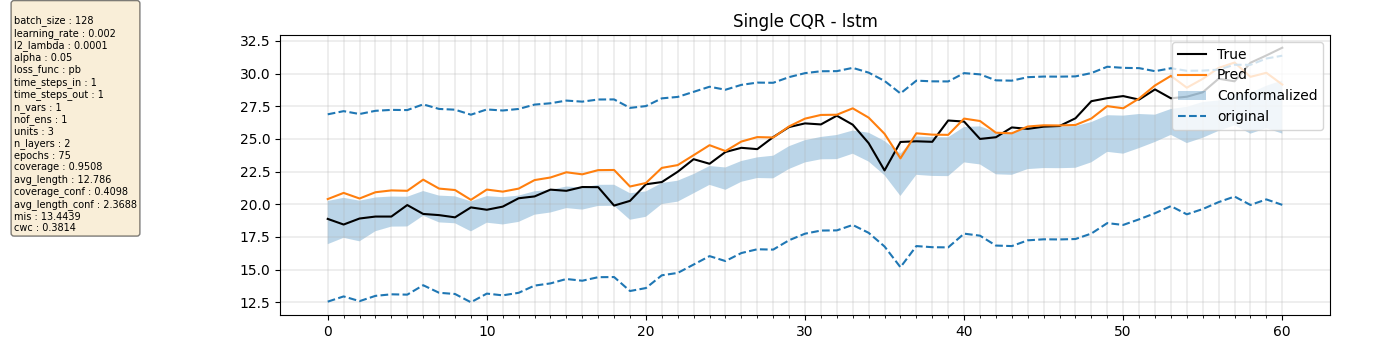 batch_size : 128
learning_rate : 0.002
l2_lambda : 0.0001
alpha : 0.05
loss_func : pb
time_steps_in : 1
time_steps_out : 1
n_vars : 1
nof_ens : 1
units : 3
n_layers : 2
epochs : 75
coverage : 0.9508
avg_length : 12.786
coverage_conf : 0.4098
avg_length_conf : 2.3688
mis : 13.4439
cwc : 0.3814
Single CQR - lstm
32.5
30.0
27.5
25.0
22.5
20.0
17.5
15.0
12.5
0 10 20 30 40 50 60
True
Pred
Conformalized
original